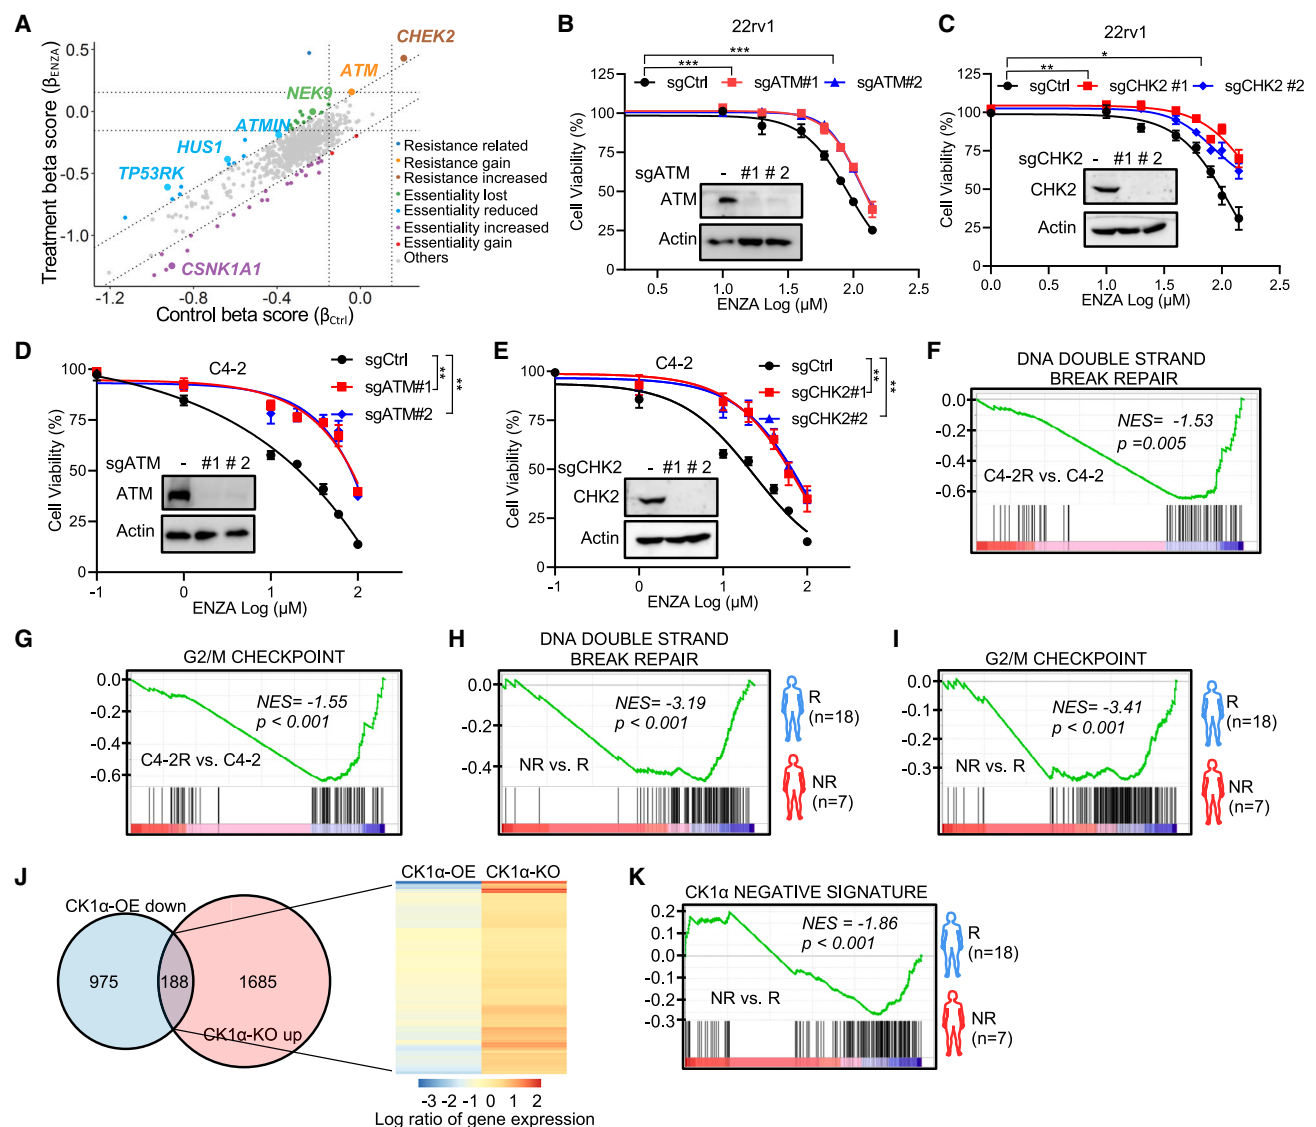 A
Treatment beta score (βENZA)
0.5
0.0
-0.5
-1.0
CHEK2
ATM
NEK9
ATMIN
HUS1
TP53RK
CSNK1A1
Resistance related
Resistance gain
Resistance increased
Essentiality lost
Essentiality reduced
Essentiality increased
Essentiality gain
Others
-1.2 -0.8 -0.4 0.0
Control beta score (βCtrl)
B
22rv1
***
***
sgCtrl sgATM#1 sgATM#2
Cell Viability (%)
125
100
75
50
25
0
sgATM - #1 # 2
ATM
Actin
0.5 1.0 1.5 2.0 2.5
ENZA Log (µM)
C
22rv1
*
**
sgCtrl sgCHK2 #1 sgCHK2 #2
Cell Viability (%)
125
100
75
50
25
0
sgCHK2 - #1 # 2
CHK2
Actin
0.0 0.5 1.0 1.5 2.0 2.5
ENZA Log (µM)
D
C4-2
sgCtrl
sgATM#1
sgATM#2
**
**
Cell Viability (%)
100
75
50
25
0
sgATM - #1 # 2
ATM
Actin
-1 0 1 2
ENZA Log (µM)
E
C4-2
sgCtrl
sgCHK2#1
sgCHK2#2
**
**
Cell Viability (%)
100
75
50
25
0
sgCHK2 - #1 # 2
CHK2
Actin
-1 0 1 2
ENZA Log (µM)
F
DNA DOUBLE STRAND
BREAK REPAIR
0.0
-0.2
-0.4
-0.6
NES= -1.53
p =0.005
C4-2R vs. C4-2
G
G2/M CHECKPOINT
0.0
-0.2
-0.4
-0.6
NES= -1.55
p < 0.001
C4-2R vs. C4-2
H
DNA DOUBLE STRAND
BREAK REPAIR
0.0
-0.2
-0.4
NES= -3.19
p < 0.001
NR vs. R
R
(n=18)
NR
(n=7)
I
G2/M CHECKPOINT
0.0
-0.1
-0.2
-0.3
NES= -3.41
p < 0.001
NR vs. R
R
(n=18)
NR
(n=7)
J
CK1α-OE down
975
188
1685
CK1α-KO up
CK1α-OE CK1α-KO
-3 -2 -1 0 1 2
Log ratio of gene expression
K
CK1α NEGATIVE SIGNATURE
0.2
0.1
0.0
-0.1
-0.2
-0.3
NES = -1.86
p < 0.001
NR vs. R
R
(n=18)
NR
(n=7)